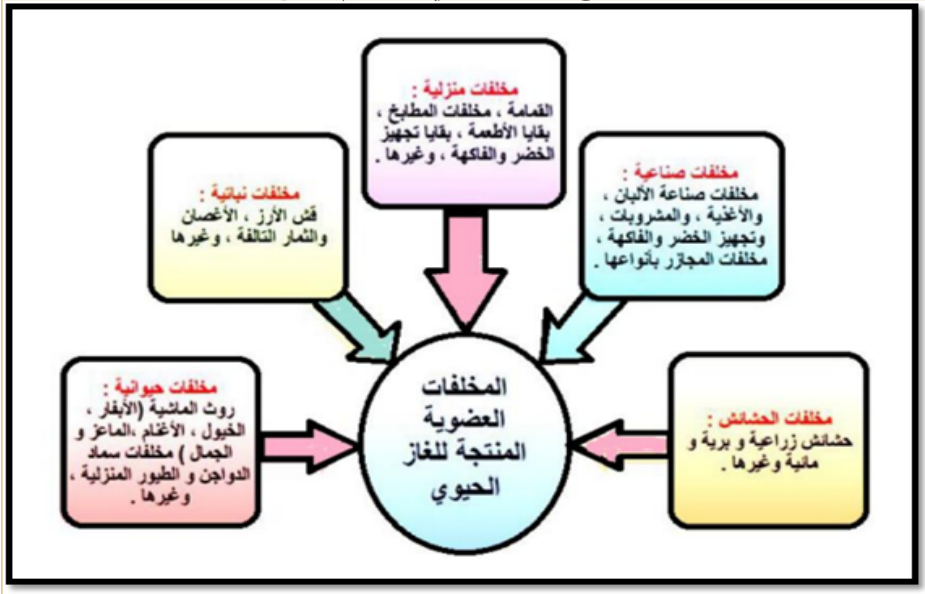 مخلفات منزلية :
القمامة ، مخلفات المطابخ ،
بقايا الأطعمة ، بقايا تجهيز
الخضر والفاكهة ، وغيرها .
مخلفات صناعية :
مخلفات صناعة الألبان ،
والأغذية ، والمشروبات ،
وتجهيز الخضر والفاكهة ،
مخلفات المجازر بأنواعها .
مخلفات نباتية :
قش الأرز ، الأغصان
والثمار التالفة ، وغيرها
مخلفات الحشائش :
حشائش زراعية و برية و
مائية وغيرها .
مخلفات حيوانية :
روث الماشية (الأبقار ،
الخيول ، الأغنام ،الماعز و
الجمال ) مخلفات سماد
الدواجن و الطيور المنزلية ،
وغيرها .
المخلفات
العضوية
المنتجة للغاز
الحيوي